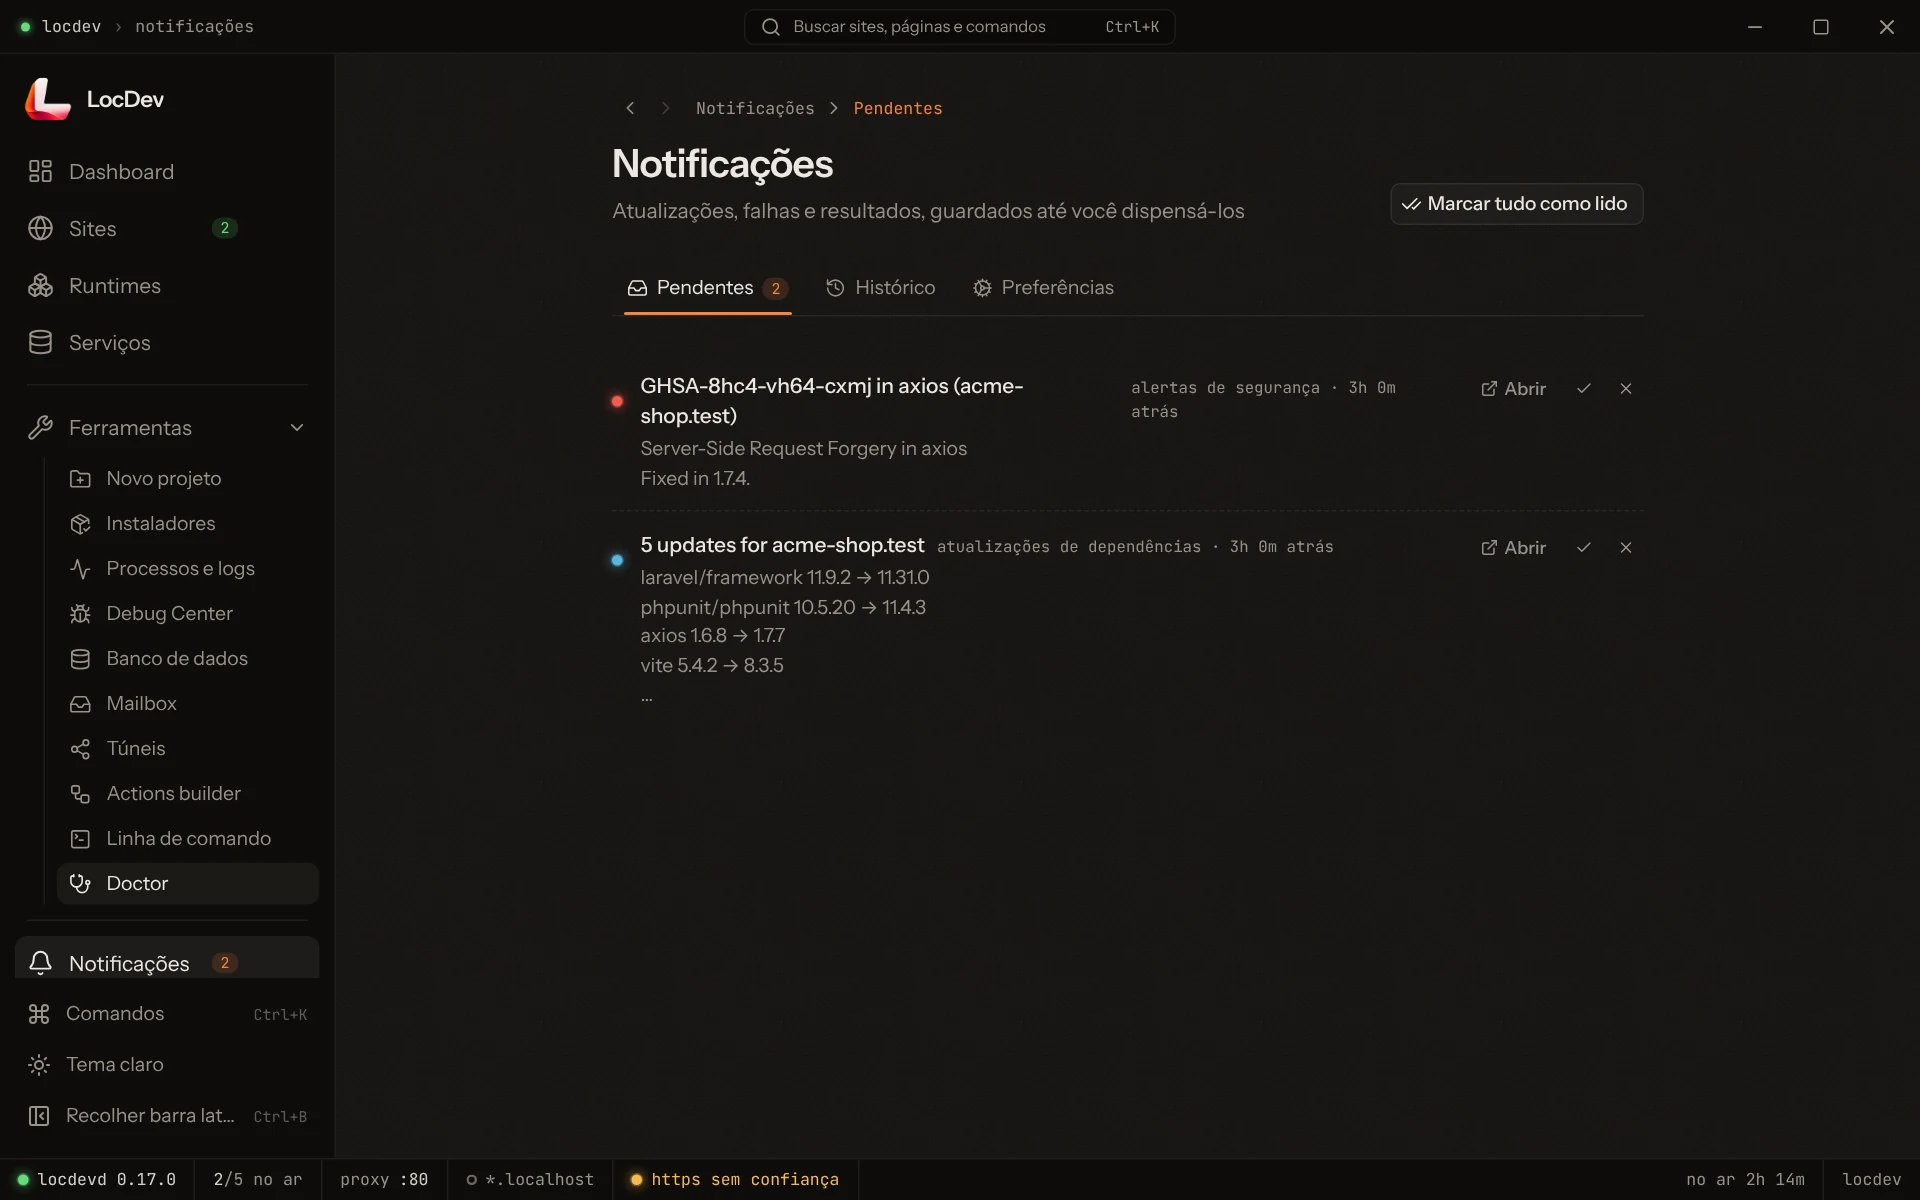 locdev › notificações
Buscar sites, páginas e comandos Ctrl+K
LocDev
Dashboard
Sites 2
Runtimes
Serviços
Ferramentas
Novo projeto
Instaladores
Processos e logs
Debug Center
Banco de dados
Mailbox
Túneis
Actions builder
Linha de comando
Doctor
Notificações 2
Comandos Ctrl+K
Tema claro
Recolher barra lat... Ctrl+B
Notificações > Pendentes
Notificações
Atualizações, falhas e resultados, guardados até você dispensá-los
Marcar tudo como lido
Pendentes 2 Histórico Preferências
GHSA-8hc4-vh64-cxmj in axios (acme-
shop.test)
alertas de segurança · 3h 0m
atrás
Abrir
Server-Side Request Forgery in axios
Fixed in 1.7.4.
5 updates for acme-shop.test atualizações de dependências · 3h 0m atrás Abrir
laravel/framework 11.9.2 → 11.31.0
phpunit/phpunit 10.5.20 → 11.4.3
axios 1.6.8 → 1.7.7
vite 5.4.2 → 8.3.5
...
locdevd 0.17.0 2/5 no ar proxy :80 *.localhost https sem confiança no ar 2h 14m locdev